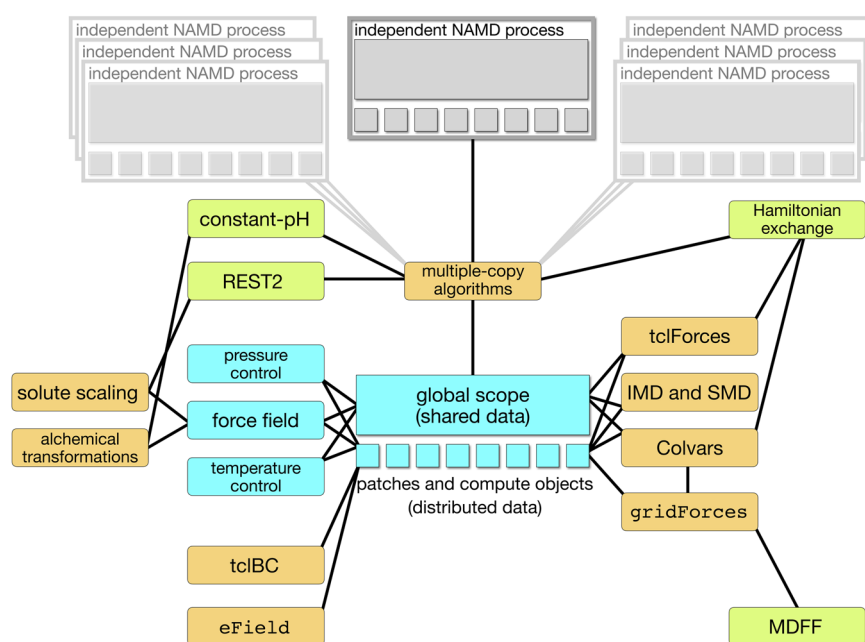 independent NAMD process
independent NAMD process
independent NAMD process
independent NAMD process
independent NAMD process
independent NAMD process
independent NAMD process
constant-pH
Hamiltonian
exchange
REST2
multiple-copy
algorithms
pressure
control
tclForces
solute scaling
global scope
(shared data)
IMD and SMD
force field
alchemical
transformations
Colvars
temperature
control
patches and compute objects
(distributed data)
gridForces
tclBC
eField
MDFF